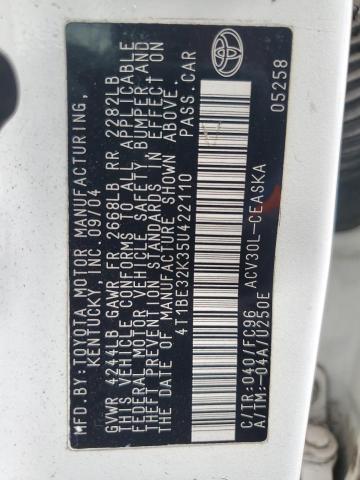 MFD.BY:TOYOTA MOTOR MANUFACTURING,
KENTUCKY, INC. 09/04
GVWR 4244LB GAWR FR 2668LB RR 2282LB
THIS VEHICLE CONFORMS TO ALL APPLICABLE
FEDERAL MOTOR VEHICLE SAFETY, BUMPER, AND
THEFT PREVENTION STANDARDS IN EFFECT ON
THE DATE OF MANUFACTURE SHOWN ABOVE.
4T1BE32K35U422110 PASS.CAR
C/TR:040/FB96 ACV30L-CEASKA
A/TM:-04A/U250E 05258